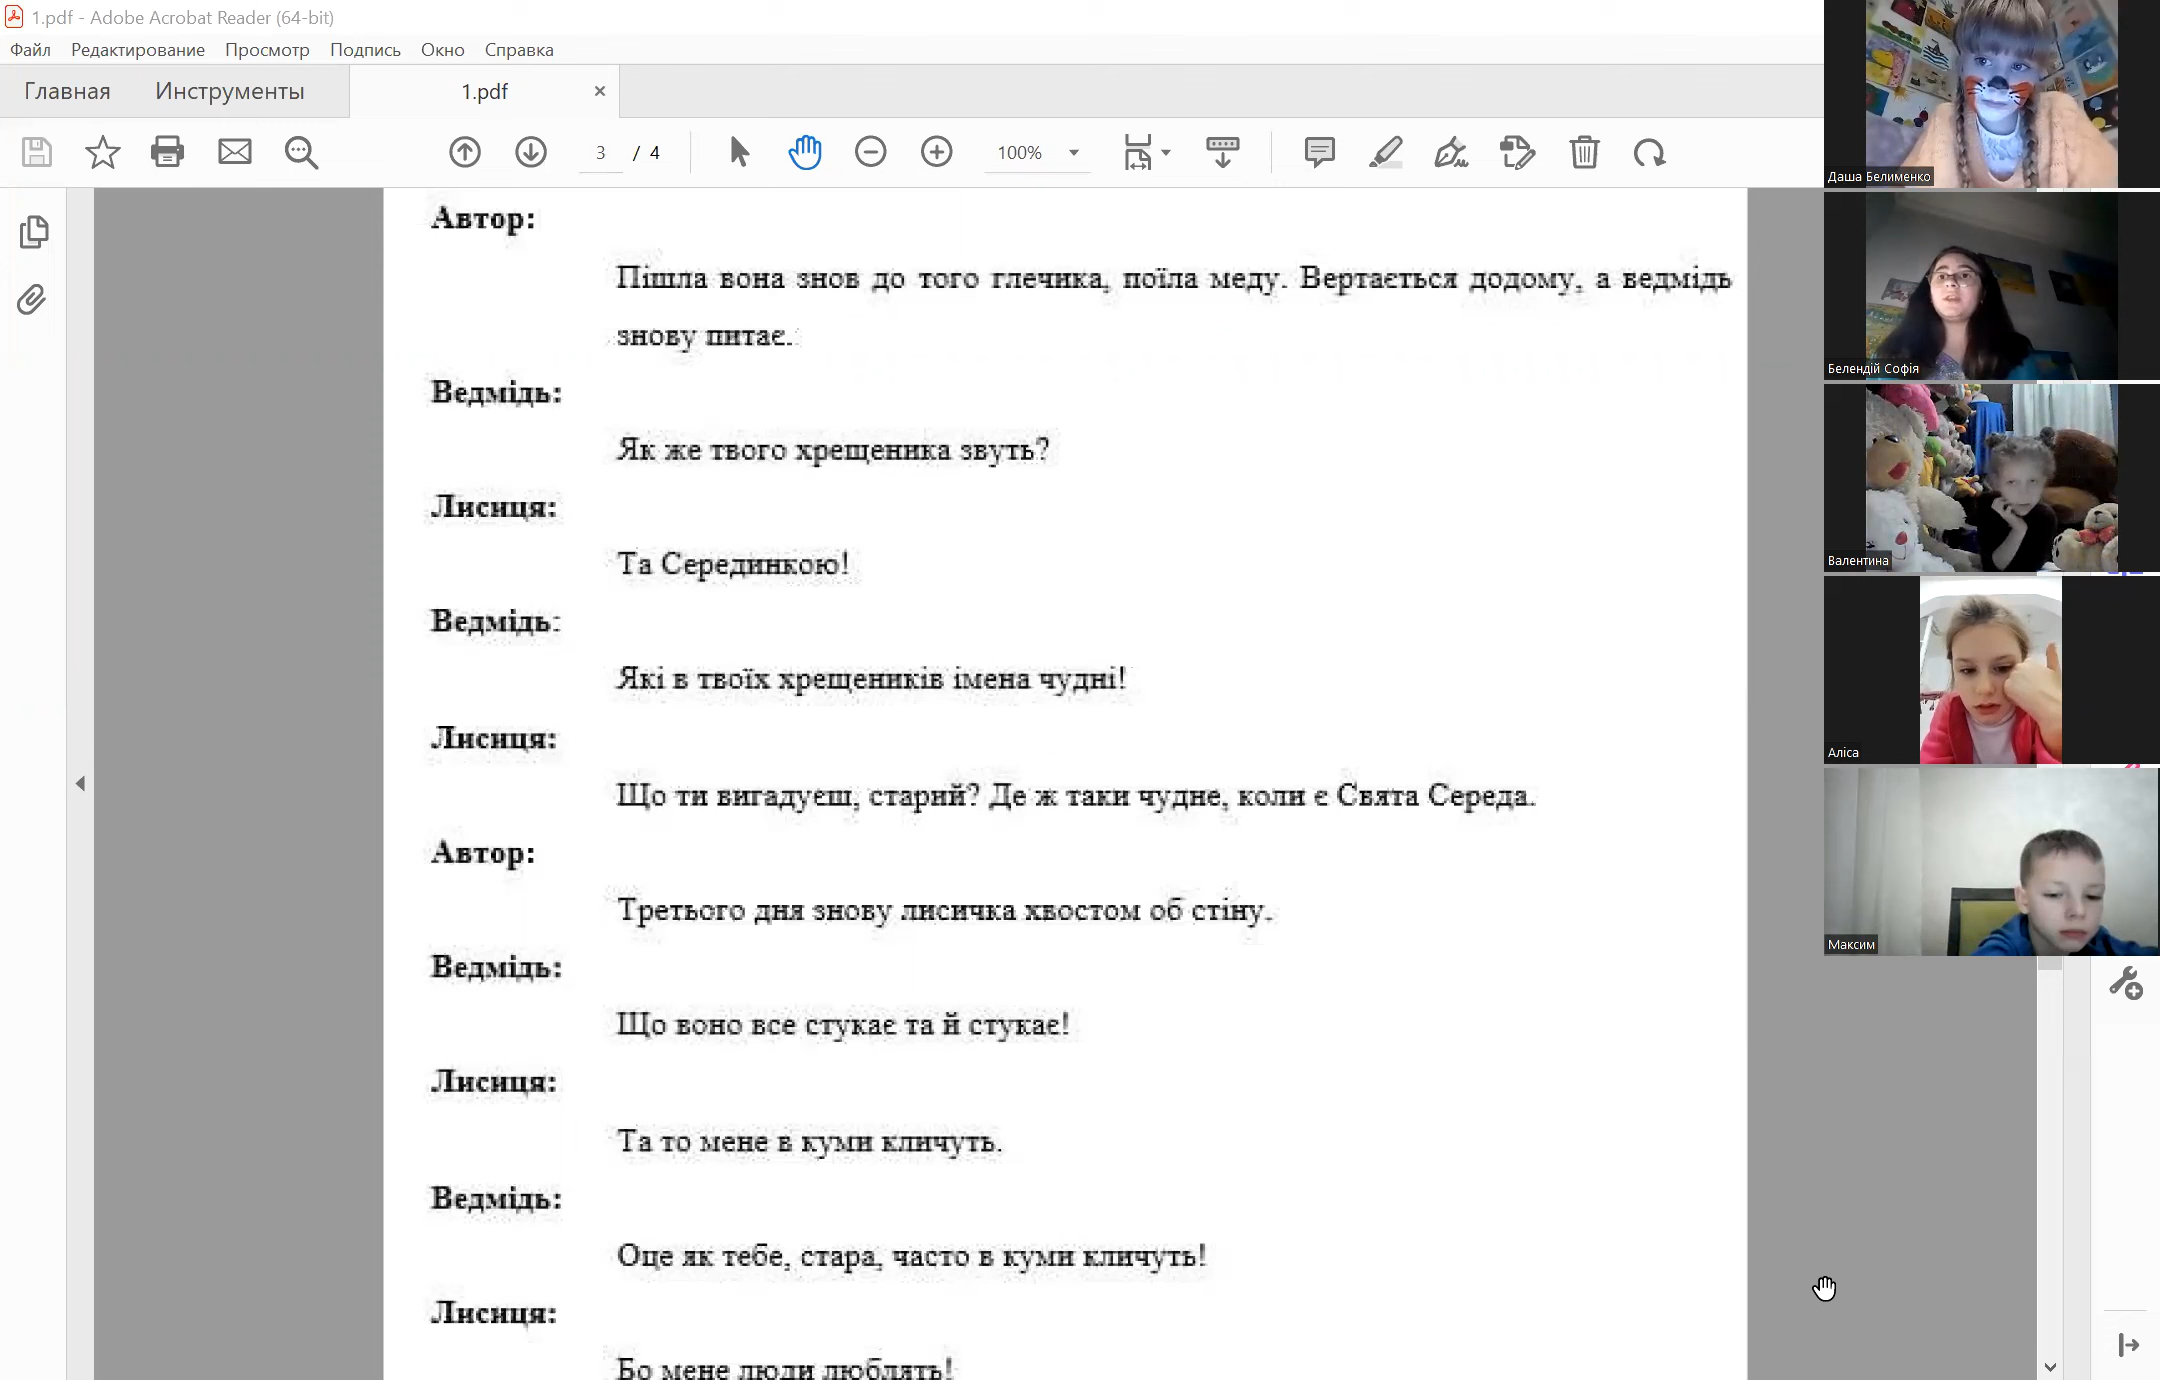 1.pdf - Adobe Acrobat Reader (64-bit)
Файл Редактирование Просмотр Подпись Окно Справка
Главная Инструменты 1.pdf
3 / 4 100%
Автор:
Пішла вона знов до того глечика, поїла меду. Вертається додому, а ведмідь
знову питає.
Ведмідь:
Як же твого хрещеника звуть?
Лисиця:
Та Серединкою!
Ведмідь:
Які в твоїх хрещеників імена чудні!
Лисиця:
Що ти вигадуєш, старий? Де ж таки чудне, коли є Свята Середа.
Автор:
Третього дня знову лисичка хвостом об стіну.
Ведмідь:
Що воно все стукає та й стукає!
Лисиця:
Та то мене в куми кличуть.
Ведмідь:
Оце як тебе, стара, часто в куми кличуть!
Лисиця:
Бо мене люди люблять!
Даша Белименко
Белендій Софія
Валентина
Аліса
Максим